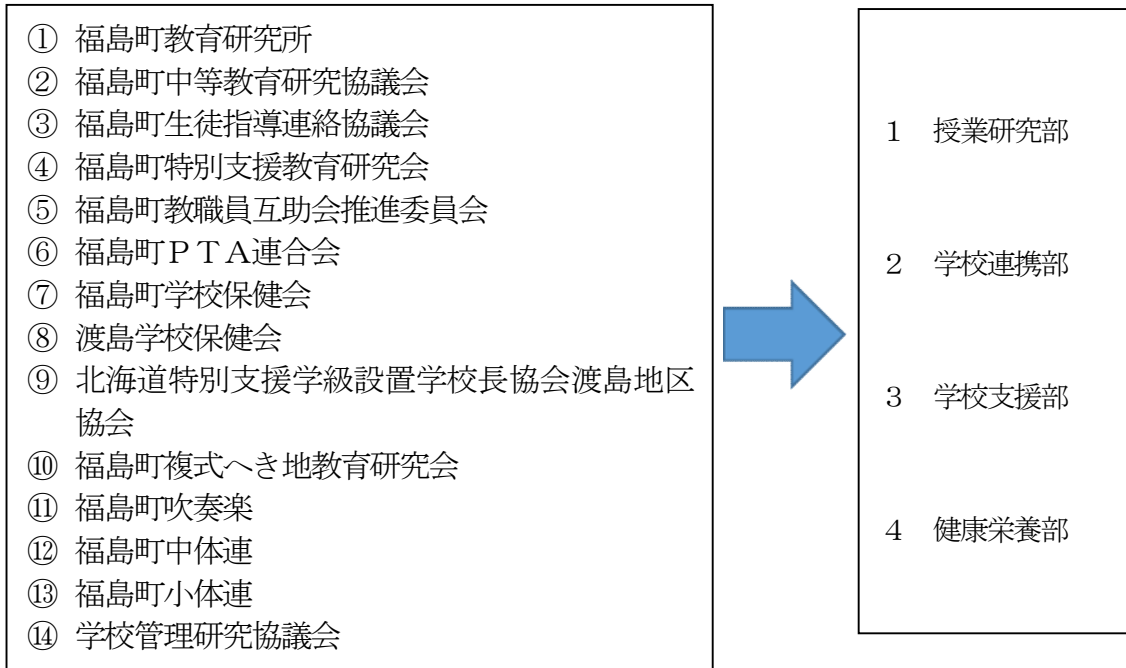 ① 福島町教育研究所
② 福島町中等教育研究協議会
③ 福島町生徒指導連絡協議会
④ 福島町特別支援教育研究会
⑤ 福島町教職員互助会推進委員会
⑥ 福島町ＰＴＡ連合会
⑦ 福島町学校保健会
⑧ 渡島学校保健会
⑨ 北海道特別支援学級設置学校長協会渡島地区
協会
⑩ 福島町複式へき地教育研究会
⑪ 福島町吹奏楽
⑫ 福島町中体連
⑬ 福島町小体連
⑭ 学校管理研究協議会
１ 授業研究部
２ 学校連携部
３ 学校支援部
４ 健康栄養部